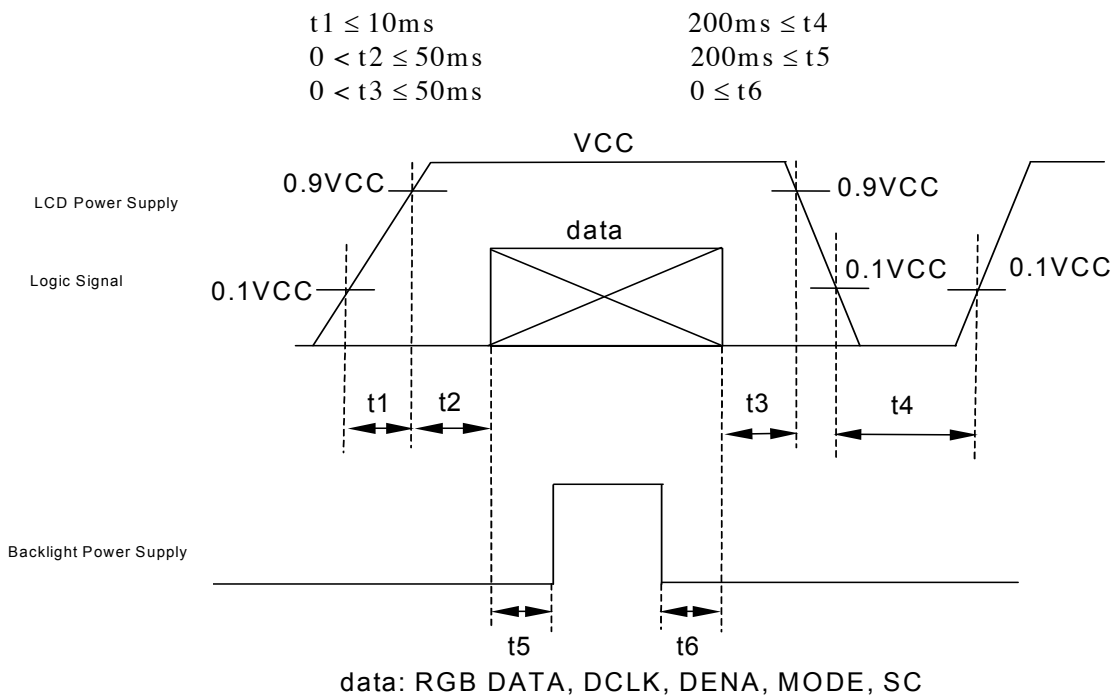 t1 ≤ 10ms
200ms ≤ t4
0 < t2 ≤ 50ms
200ms ≤ t5
0 < t3 ≤ 50ms
0 ≤ t6
VCC
0.9VCC
0.9VCC
LCD Power Supply
data
Logic Signal
0.1VCC
0.1VCC
0.1VCC
t1
t2
t3
t4
Backlight Power Supply
t5
t6
data: RGB DATA, DCLK, DENA, MODE, SC